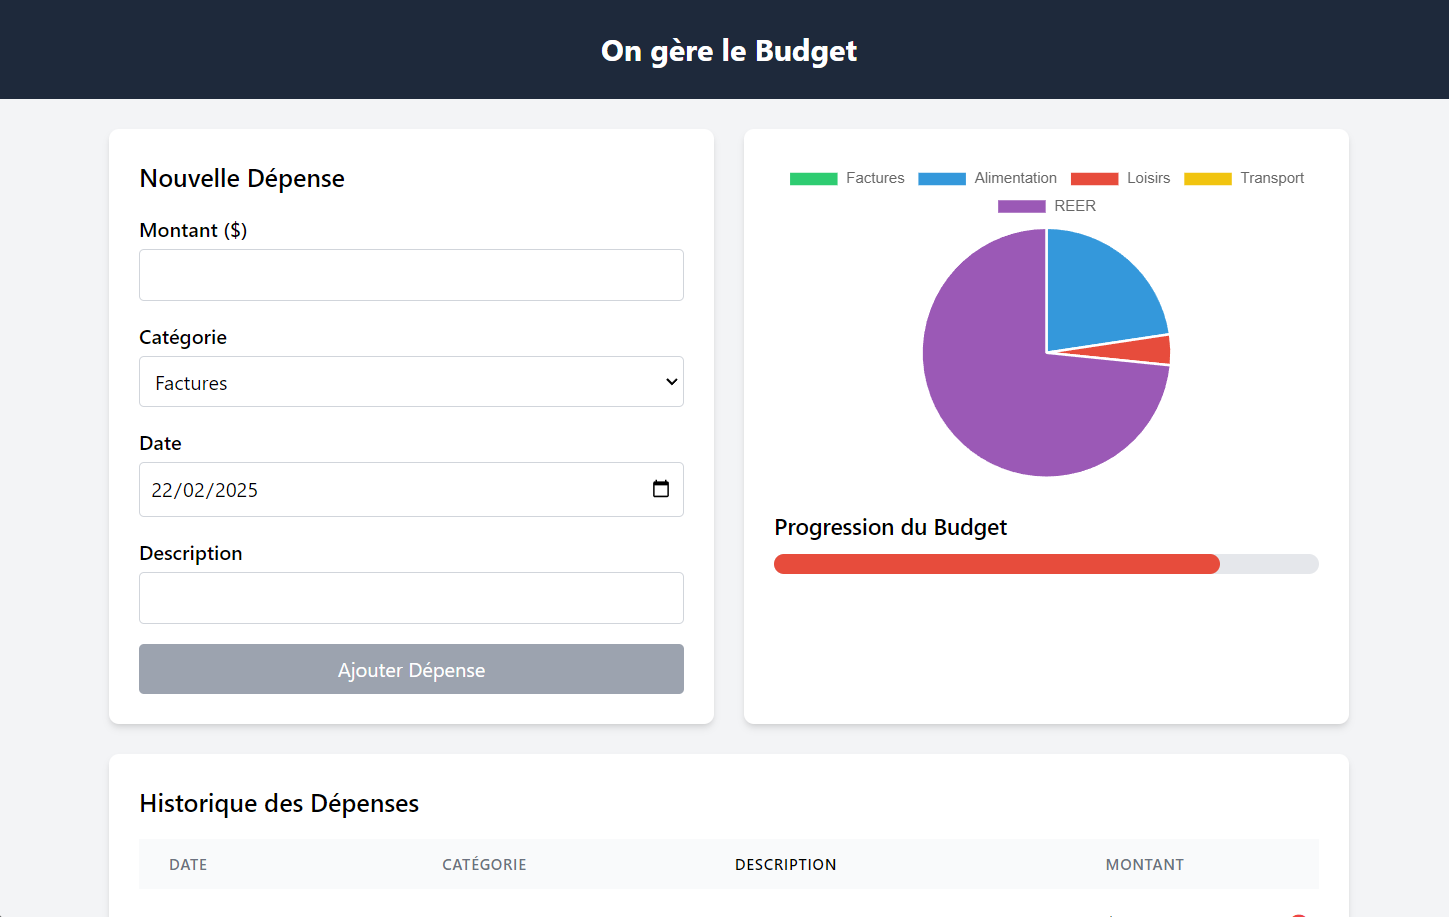 On gère le Budget
Nouvelle Dépense
Montant ($)
Catégorie
Factures
Date
22/02/2025
Description
Ajouter Dépense
Factures Alimentation Loisirs Transport
REER
Progression du Budget
Historique des Dépenses
DATE CATÉGORIE DESCRIPTION MONTANT